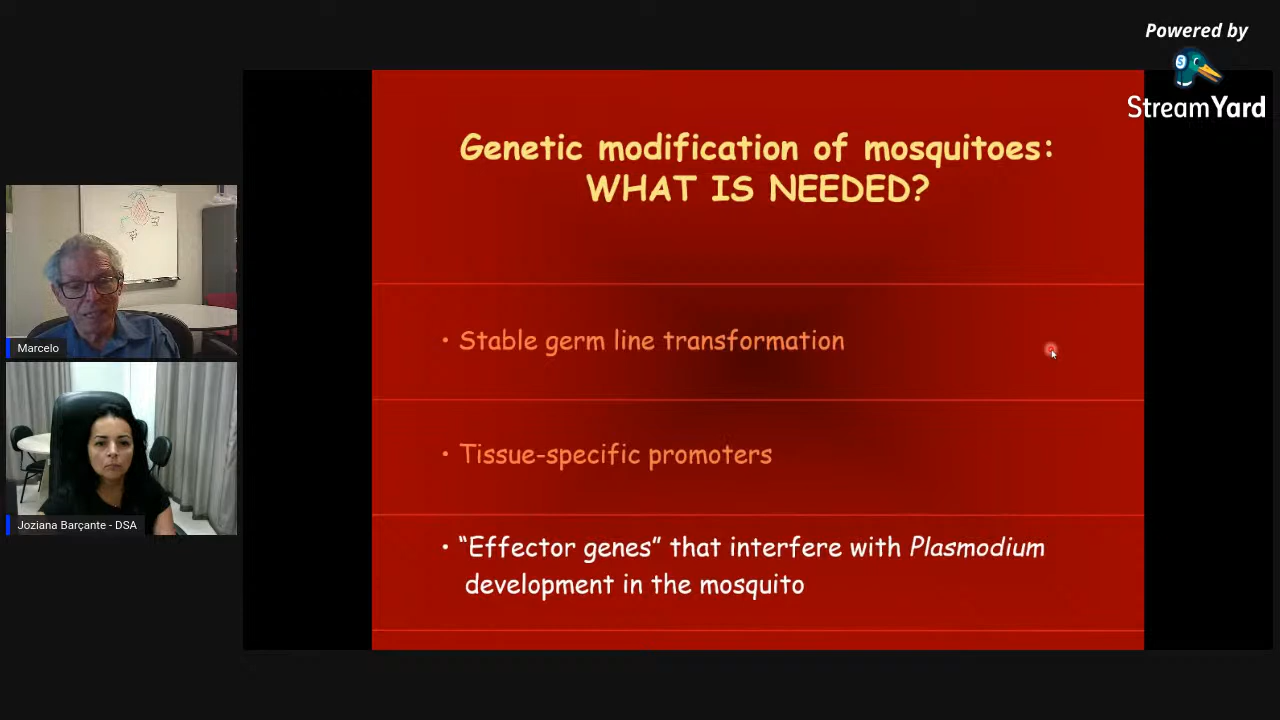 Powered by
StreamYard
Genetic modification of mosquitoes:
WHAT IS NEEDED?
• Stable germ line transformation
• Tissue-specific promoters
• “Effector genes” that interfere with Plasmodium
development in the mosquito
Marcelo
Joziana Barçante - DSA